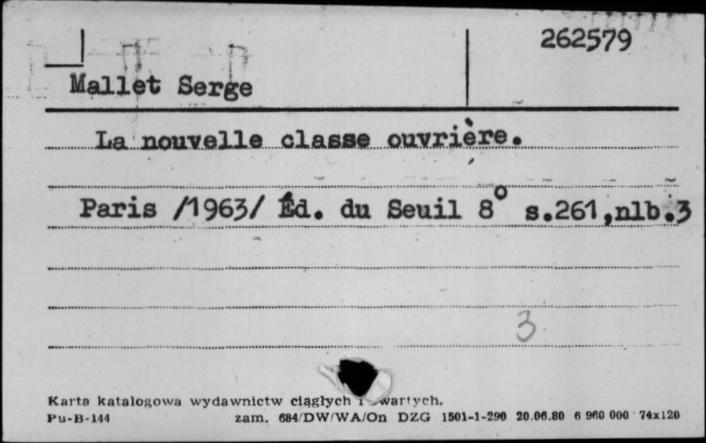 262579
Mallet Serge
La nouvelle classe ouvrière.
Paris /1963/ Éd. du Seuil 8° s.261,nlb.3
3
Karta katalogowa wydawnictw ciągłych i zwartych.
Pu-B-144 zam. 684/DW/WA/On DZG 1501-1-290 20.06.80 6 960 000 74x120